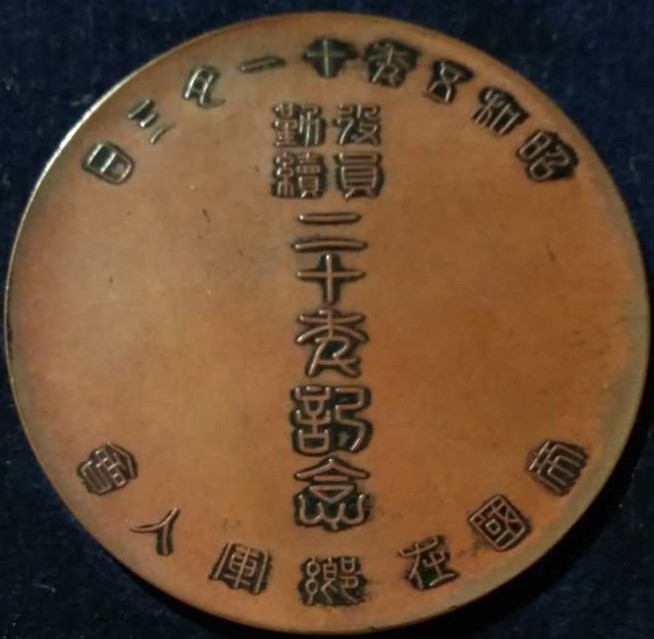 昭和五年十一月三日
役員
勤續
二十年記念
帝國在郷軍人會